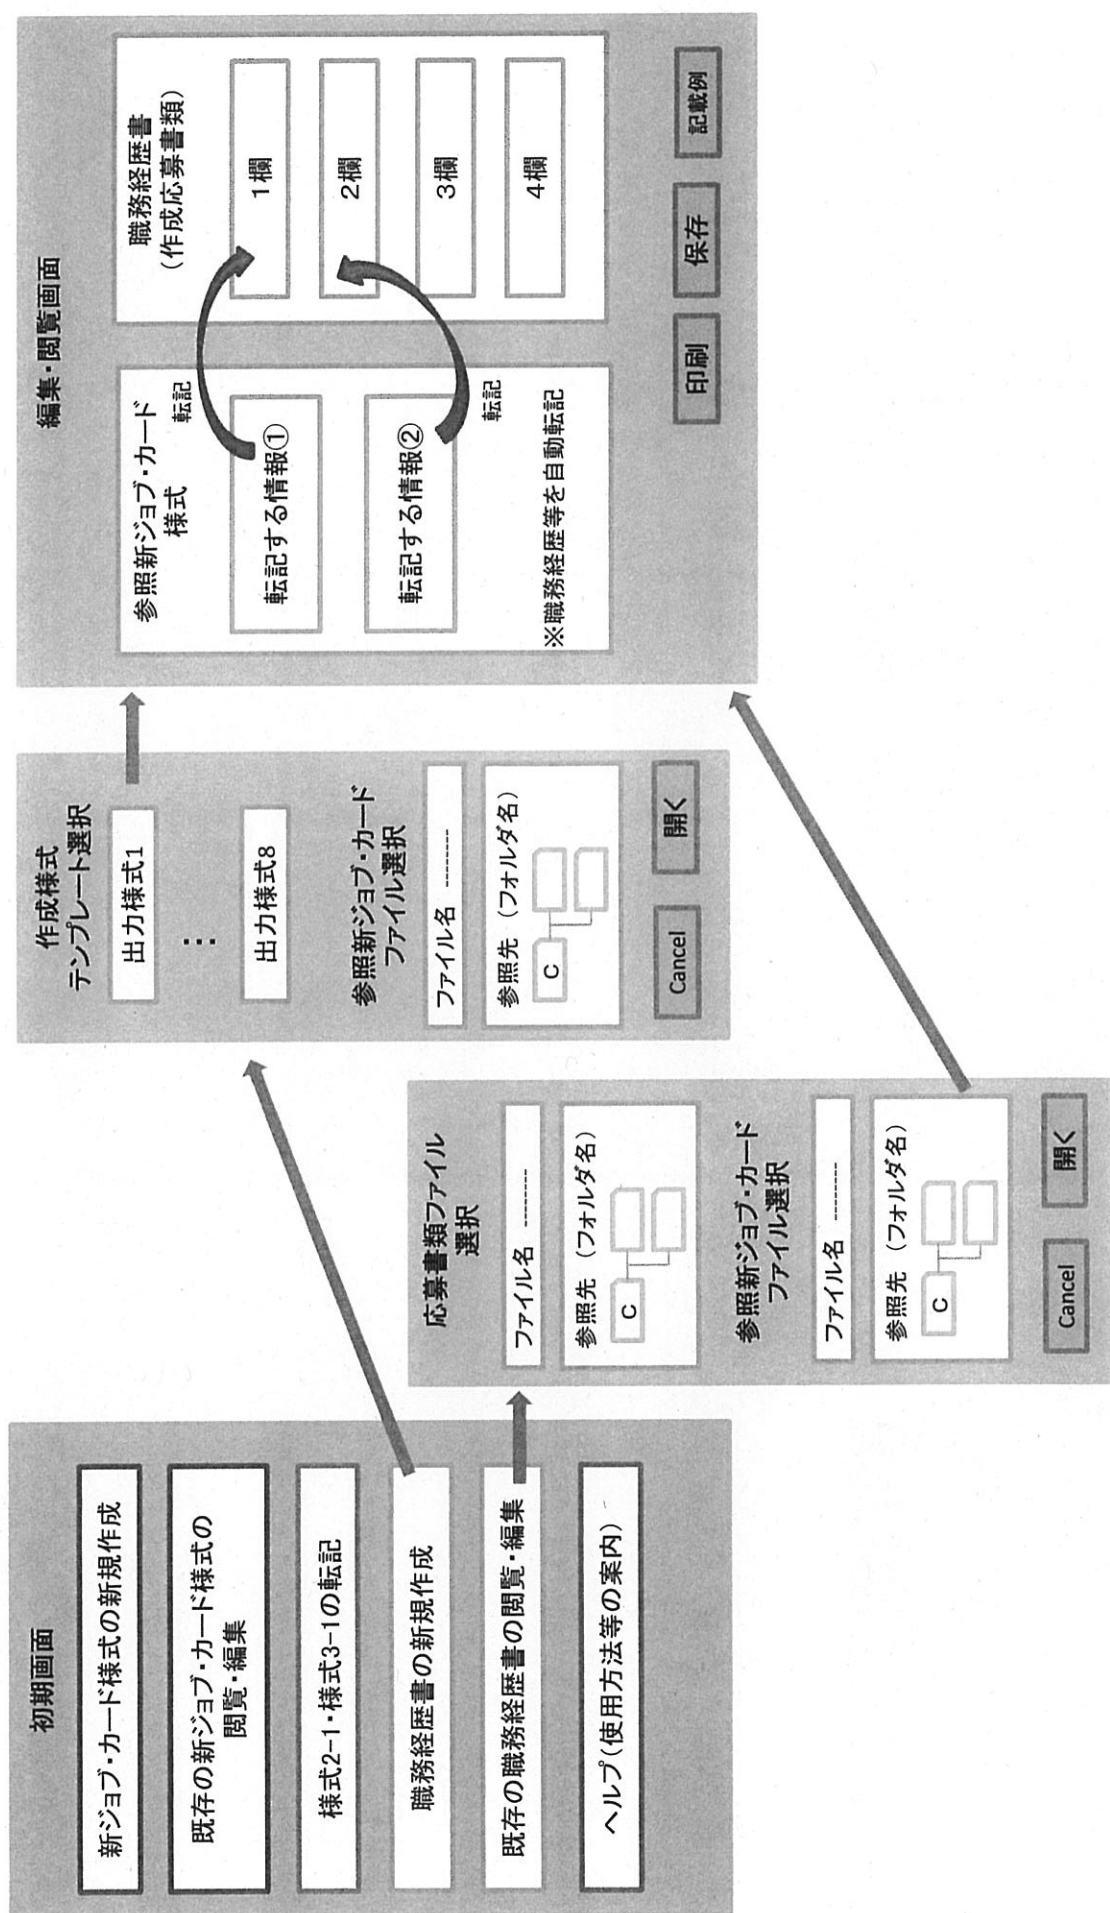 初期画面
新ジョブ・カード様式の新規作成
既存の新ジョブ・カード様式の
閲覧・編集
様式2-1・様式3-1の転記
職務経歴書の新規作成
既存の職務経歴書の閲覧・編集
ヘルプ(使用方法等の案内)
作成様式
テンプレート選択
出力様式1
⋮
出力様式8
参照新ジョブ・カード
ファイル選択
ファイル名 --------
参照先 (フォルダ名)
C
Cancel
開く
応募書類ファイル
選択
ファイル名 --------
参照先 (フォルダ名)
C
参照新ジョブ・カード
ファイル選択
ファイル名 --------
参照先 (フォルダ名)
C
Cancel
開く
編集・閲覧画面
参照新ジョブ・カード
様式
転記
転記する情報①
転記する情報②
転記
※職務経歴等を自動転記
職務経歴書
(作成応募書類)
1欄
2欄
3欄
4欄
印刷
保存
記載例